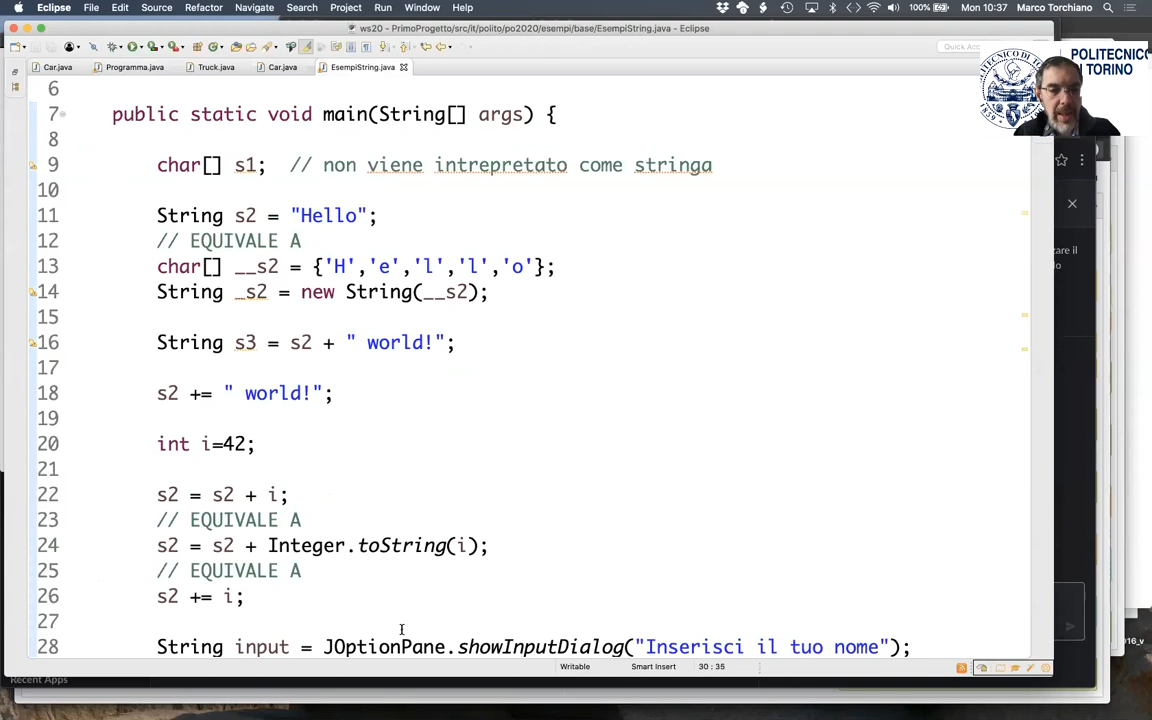 Eclipse File Edit Source Refactor Navigate Search Project Run Window Help 100% Mon 10:37 Marco Torchiano
ws20 - PrimoProgetto/src/it/polito/po2020/esempi/base/EsempiString.java - Eclipse
Quick Acc
POLITECNICO
DI TORINO
Car.java Programma.java Truck.java Car.java EsempiString.java
6
7 public static void main(String[] args) {
8
9 char[] s1; // non viene intrepretato come stringa
10
11 String s2 = "Hello";
12 // EQUIVALE A
13 char[] __s2 = {'H','e','l','l','o'};
14 String _s2 = new String(__s2);
15
16 String s3 = s2 + " world!";
17
18 s2 += " world!";
19
20 int i=42;
21
22 s2 = s2 + i;
23 // EQUIVALE A
24 s2 = s2 + Integer.toString(i);
25 // EQUIVALE A
26 s2 += i;
27
28 String input = JOptionPane.showInputDialog("Inserisci il tuo nome");
Writable Smart Insert 30 : 35
Recent Apps